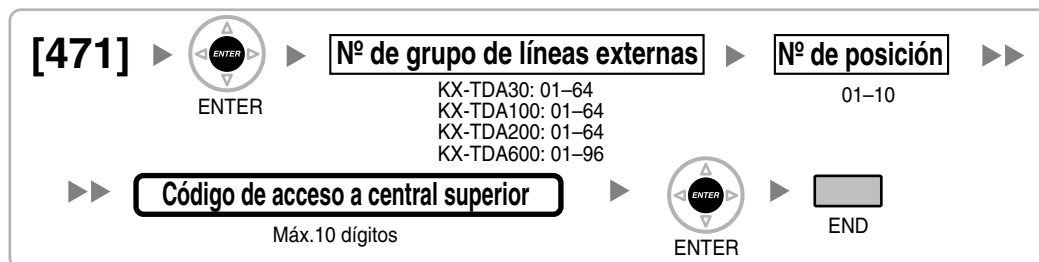 [471] ENTER Nº de grupo de líneas externas Nº de posición
ENTER
KX-TDA30: 01–64
KX-TDA100: 01–64
KX-TDA200: 01–64
KX-TDA600: 01–96
01–10
Código de acceso a central superior ENTER
Máx.10 dígitos
ENTER
END